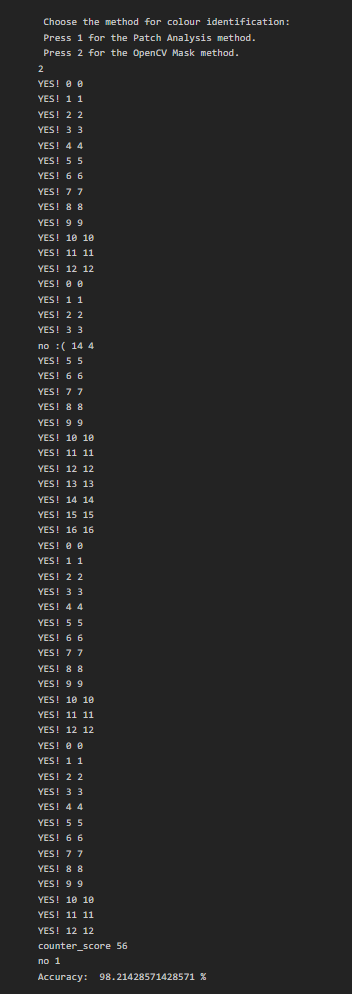 Choose the method for colour identification:
Press 1 for the Patch Analysis method.
Press 2 for the OpenCV Mask method.
2
YES! 0 0
YES! 1 1
YES! 2 2
YES! 3 3
YES! 4 4
YES! 5 5
YES! 6 6
YES! 7 7
YES! 8 8
YES! 9 9
YES! 10 10
YES! 11 11
YES! 12 12
YES! 0 0
YES! 1 1
YES! 2 2
YES! 3 3
no :( 14 4
YES! 5 5
YES! 6 6
YES! 7 7
YES! 8 8
YES! 9 9
YES! 10 10
YES! 11 11
YES! 12 12
YES! 13 13
YES! 14 14
YES! 15 15
YES! 16 16
YES! 0 0
YES! 1 1
YES! 2 2
YES! 3 3
YES! 4 4
YES! 5 5
YES! 6 6
YES! 7 7
YES! 8 8
YES! 9 9
YES! 10 10
YES! 11 11
YES! 12 12
YES! 0 0
YES! 1 1
YES! 2 2
YES! 3 3
YES! 4 4
YES! 5 5
YES! 6 6
YES! 7 7
YES! 8 8
YES! 9 9
YES! 10 10
YES! 11 11
YES! 12 12
counter_score 56
no 1
Accuracy:  98.21428571428571 %